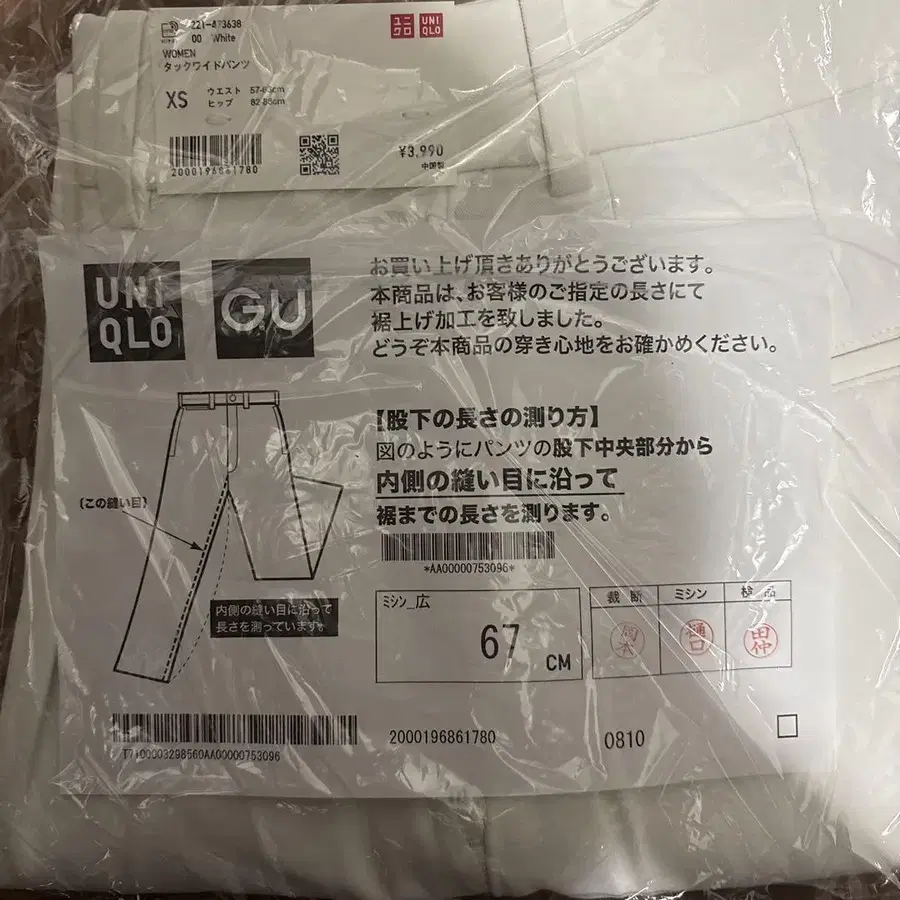 221-473638
00 White
WOMEN
タックワイドパンツ
XS
ウエスト 57-63cm
ヒップ 82-88cm
2000196861780
¥3,990
中国製
ユニ
クロ
UNI
QLO
UNI
QLO
GU
お買い上げ頂きありがとうございます。
本商品は、お客様のご指定の長さにて
裾上げ加工を致しました。
どうぞ本商品の穿き心地をお確かめください。
【股下の長さの測り方】
図のようにパンツの股下中央部分から
内側の縫い目に沿って
裾までの長さを測ります。
(この縫い目)
内側の縫い目に沿って
長さを測っています。
*AA00000753096*
ミシン_広
67 CM
裁断 ミシン 検品
樋口
田仲
T7100003298560AA00000753096
2000196861780
0810